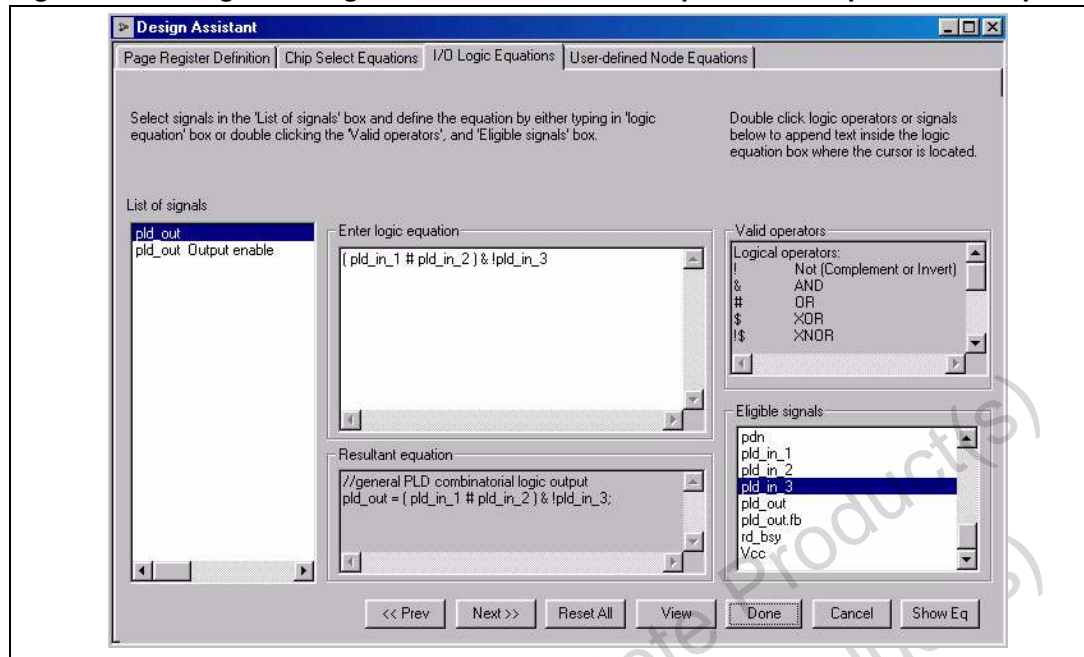 Design Assistant
Page Register Definition Chip Select Equations I/O Logic Equations User-defined Node Equations
Select signals in the 'List of signals' box and define the equation by either typing in 'logic
equation' box or double clicking the 'Valid operators', and 'Eligible signals' box.
Double click logic operators or signals
below to append text inside the logic
equation box where the cursor is located.
List of signals
pld_out
pld_out Output enable
Enter logic equation
( pld_in_1 # pld_in_2 ) & !pld_in_3
Resultant equation
//general PLD combinatorial logic output
pld_out = ( pld_in_1 # pld_in_2 ) & !pld_in_3;
Valid operators
Logical operators:
! Not (Complement or Invert)
& AND
# OR
$ XOR
!$ XNOR
Eligible signals
pdn
pld_in_1
pld_in_2
pld_in_3
pld_out
pld_out.fb
rd_bsy
Vcc
<< Prev Next >> Reset All View Done Cancel Show Eq